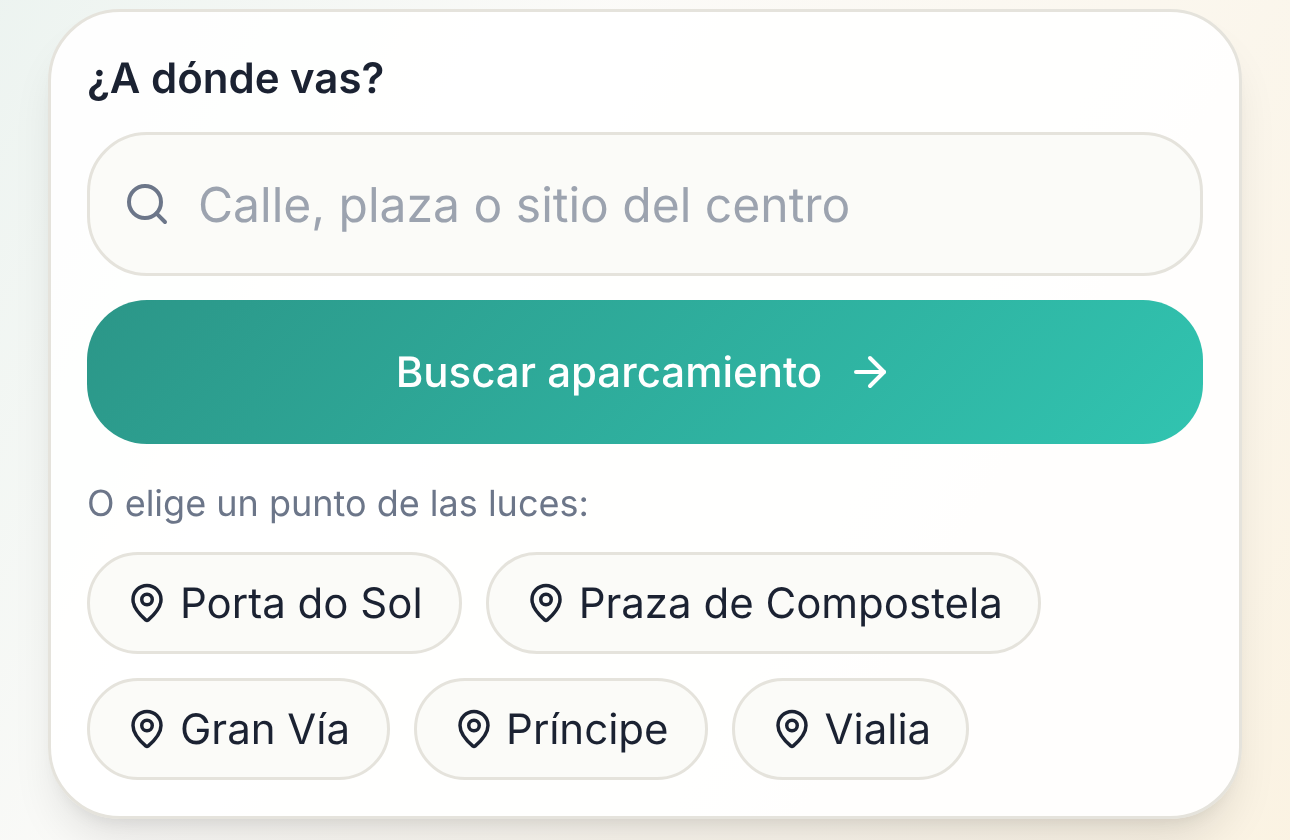 ¿A dónde vas?
Calle, plaza o sitio del centro
Buscar aparcamiento →
O elige un punto de las luces:
Porta do Sol
Praza de Compostela
Gran Vía
Príncipe
Vialia